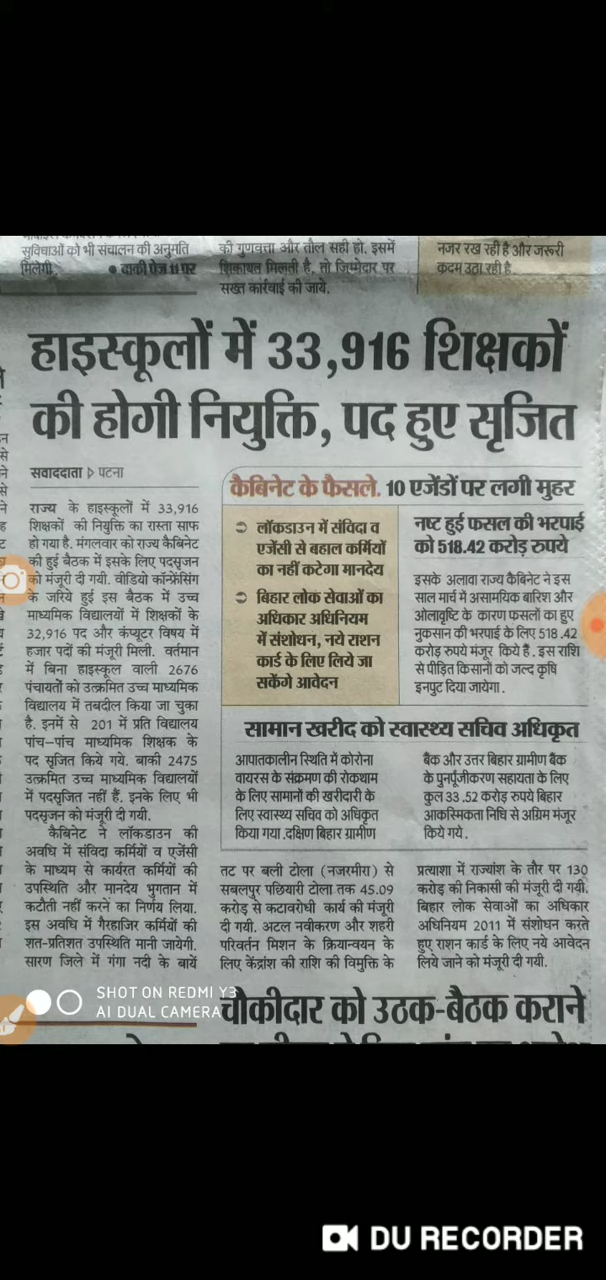 सुविधाओं को भी संचालन की अनुमति
मिलेगी.
● बाकी पेज 11 पर
की गुणवत्ता और तौल सही हो. इसमें
शिकायत मिलती है, तो जिम्मेदार पर
सख्त कार्रवाई की जाये.
नजर रख रही है और जरूरी
कदम उठा रही है.
हाइस्कूलों में 33,916 शिक्षकों
की होगी नियुक्ति, पद हुए सृजित
सवाददाता ▷ पटना
राज्य के हाइस्कूलों में 33,916
शिक्षकों की नियुक्ति का रास्ता साफ
हो गया है. मंगलवार को राज्य कैबिनेट
की हुई बैठक में इसके लिए पदसृजन
को मंजूरी दी गयी. वीडियो कॉन्फ्रेंसिंग
के जरिये हुई इस बैठक में उच्च
माध्यमिक विद्यालयों में शिक्षकों के
32,916 पद और कंप्यूटर विषय में
हजार पदों की मंजूरी मिली. वर्तमान
में बिना हाइस्कूल वाली 2676
पंचायतों को उत्क्रमित उच्च माध्यमिक
विद्यालय में तबदील किया जा चुका
है. इनमें से 201 में प्रति विद्यालय
पांच-पांच माध्यमिक शिक्षक के
पद सृजित किये गये. बाकी 2475
उत्क्रमित उच्च माध्यमिक विद्यालयों
में पदसृजित नहीं हैं. इनके लिए भी
पदसृजन को मंजूरी दी गयी.
कैबिनेट ने लॉकडाउन की
अवधि में संविदा कर्मियों व एजेंसी
के माध्यम से कार्यरत कर्मियों की
उपस्थिति और मानदेय भुगतान में
कटौती नहीं करने का निर्णय लिया.
इस अवधि में गैरहाजिर कर्मियों की
शत-प्रतिशत उपस्थिति मानी जायेगी.
सारण जिले में गंगा नदी के बायें
कैबिनेट के फैसले. 10 एजेंडों पर लगी मुहर
➲ लॉकडाउन में संविदा व
एजेंसी से बहाल कर्मियों
का नहीं कटेगा मानदेय
➲ बिहार लोक सेवाओं का
अधिकार अधिनियम
में संशोधन, नये राशन
कार्ड के लिए लिये जा
सकेंगे आवेदन
नष्ट हुई फसल की भरपाई
को 518.42 करोड़ रुपये
इसके अलावा राज्य कैबिनेट ने इस
साल मार्च में असामयिक बारिश और
ओलावृष्टि के कारण फसलों का हुए
नुकसान की भरपाई के लिए 518 .42
करोड़ रुपये मंजूर किये हैं . इस राशि
से पीड़ित किसानों को जल्द कृषि
इनपुट दिया जायेगा .
सामान खरीद को स्वास्थ्य सचिव अधिकृत
आपातकालीन स्थिति में कोरोना
वायरस के संक्रमण की रोकथाम
के लिए सामानों की खरीदारी के
लिए स्वास्थ्य सचिव को अधिकृत
किया गया .दक्षिण बिहार ग्रामीण
बैंक और उत्तर बिहार ग्रामीण बैंक
के पुनर्पूंजीकरण सहायता के लिए
कुल 33 .52 करोड़ रुपये बिहार
आकस्मिकता निधि से अग्रिम मंजूर
किये गये .
तट पर बली टोला (नजरमीरा) से
सबलपुर पछियारी टोला तक 45.09
करोड़ से कटावरोधी कार्य की मंजूरी
दी गयी. अटल नवीकरण और शहरी
परिवर्तन मिशन के क्रियान्वयन के
लिए केंद्रांश की राशि की विमुक्ति के
प्रत्याशा में राज्यांश के तौर पर 130
करोड़ की निकासी की मंजूरी दी गयी.
बिहार लोक सेवाओं का अधिकार
अधिनियम 2011 में संशोधन करते
हुए राशन कार्ड के लिए नये आवेदन
लिये जाने को मंजूरी दी गयी.
चौकीदार को उठक-बैठक कराने
SHOT ON REDMI Y3
AI DUAL CAMERA
DU RECORDER